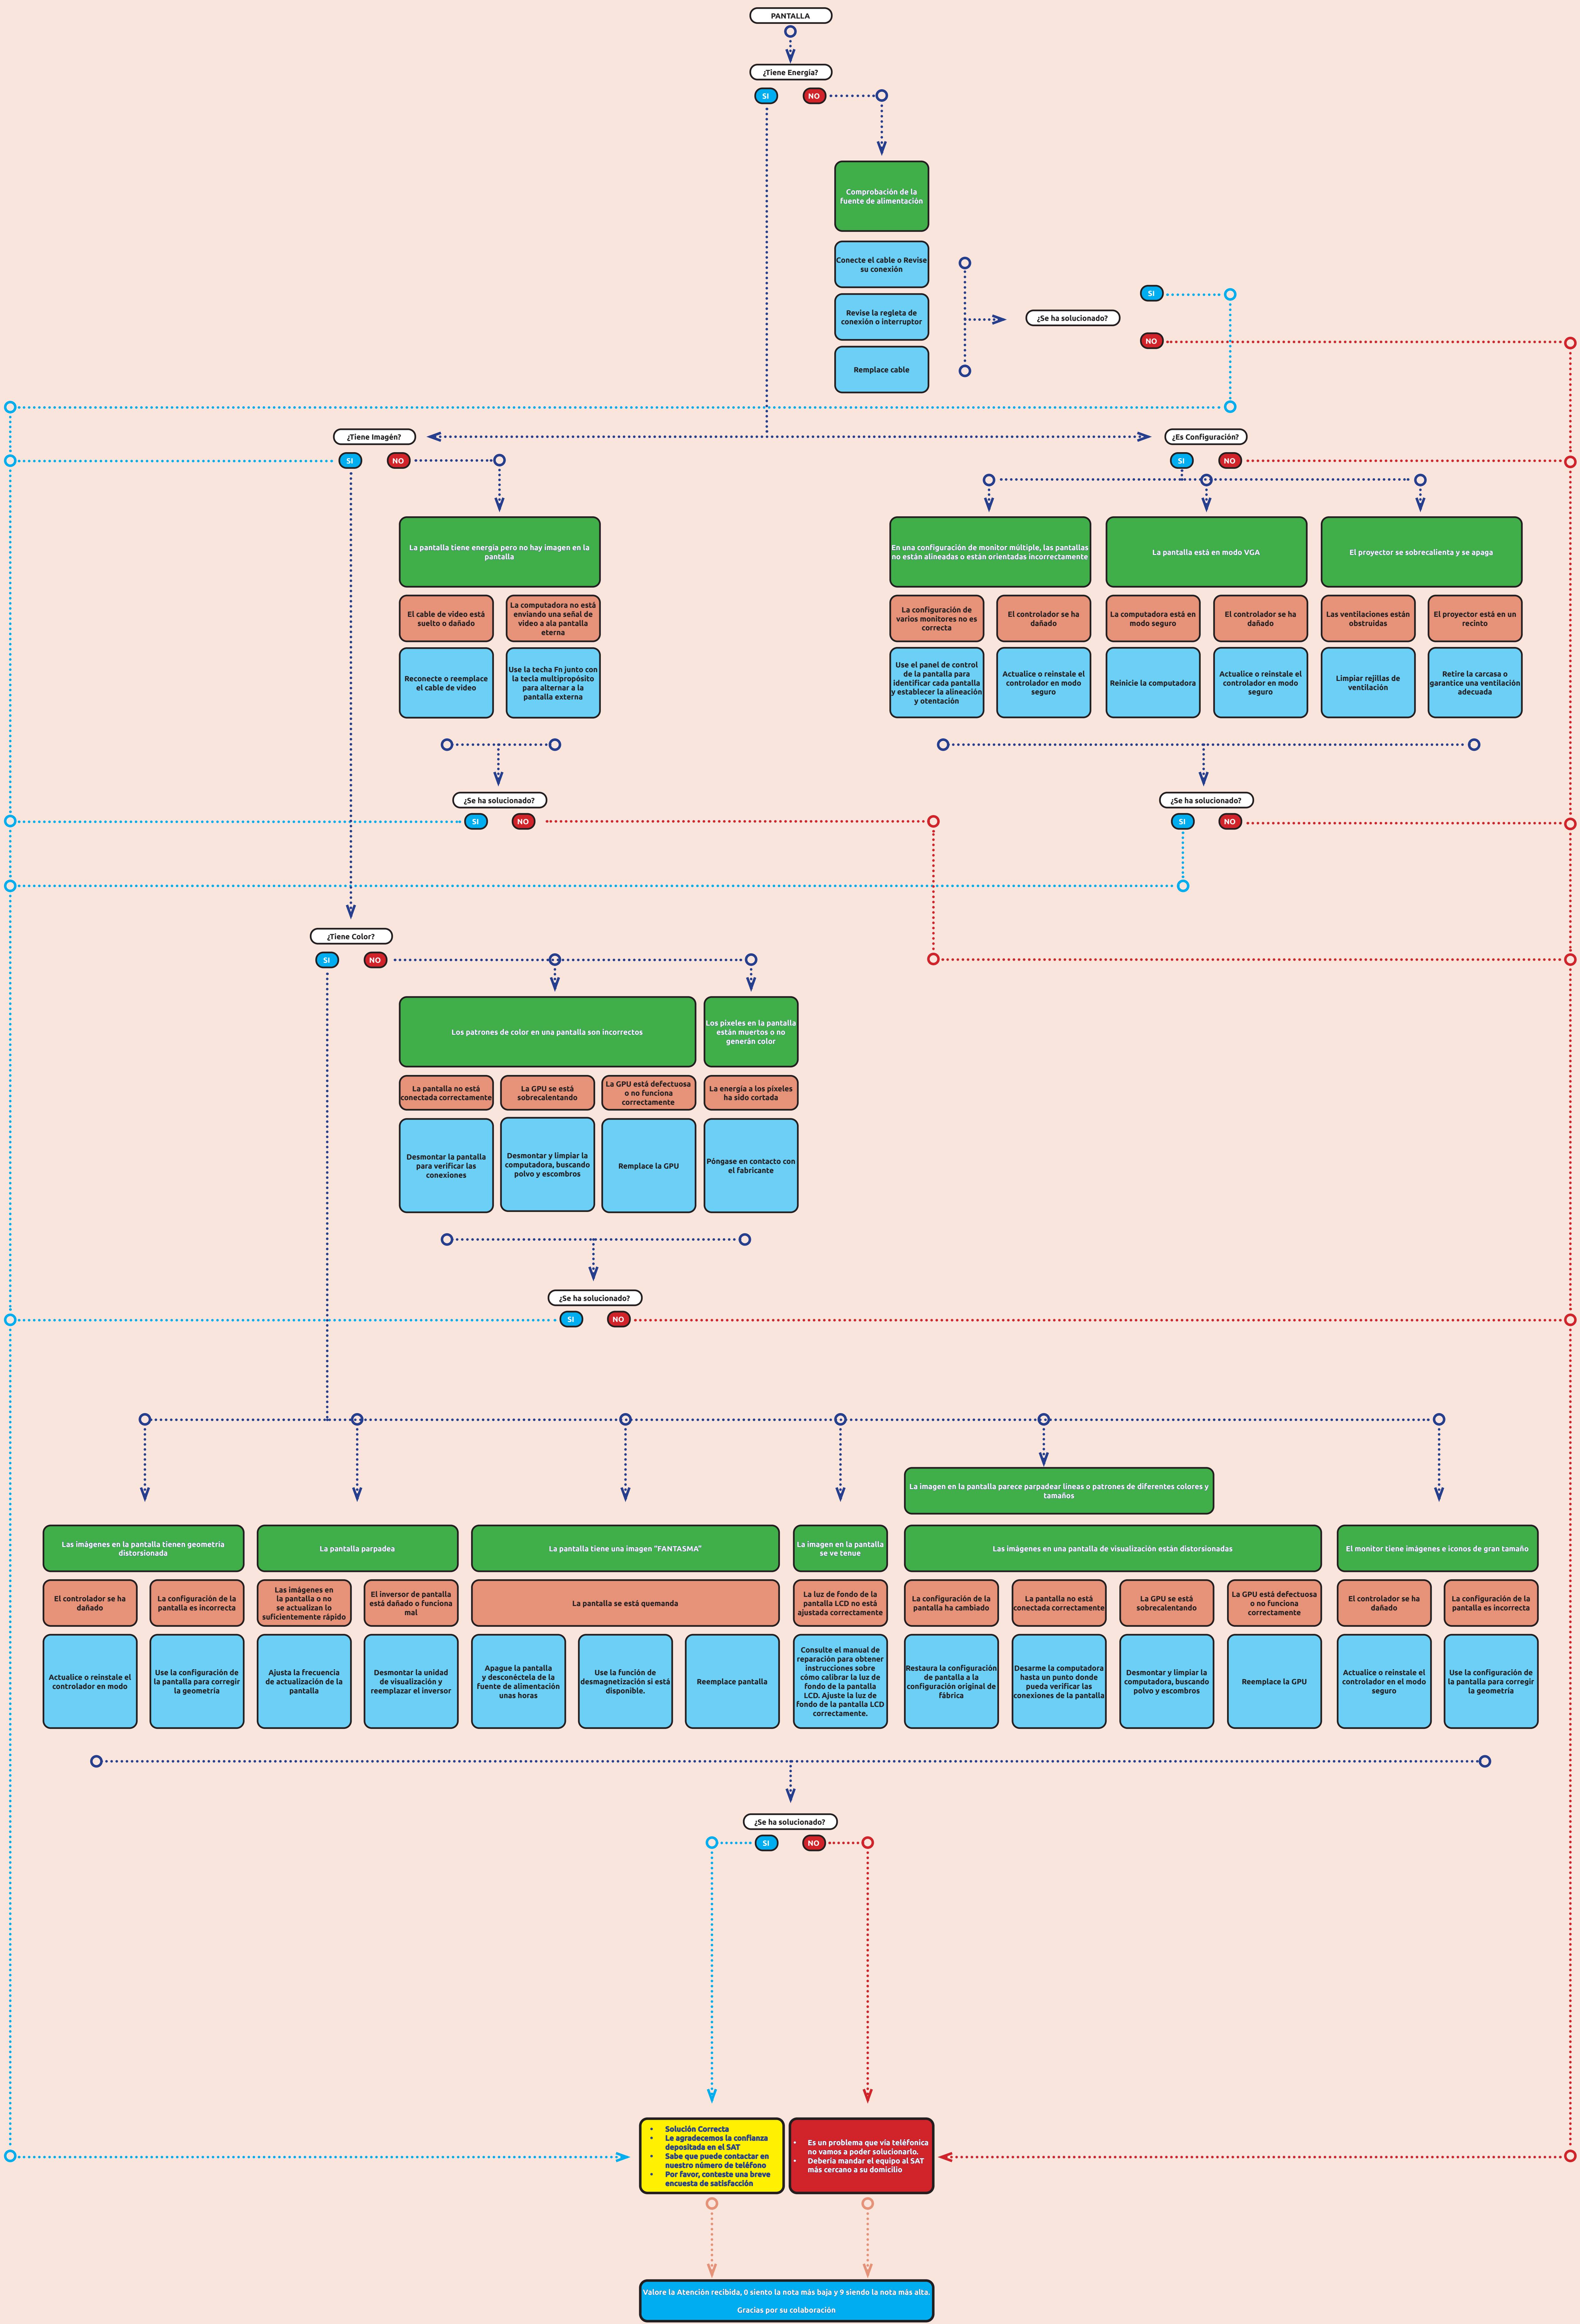 PANTALLA
¿Tiene Energía?
SI
NO
Comprobación de la
fuente de alimentación
Conecte el cable o Revise
su conexión
Revise la regleta de
conexión o interruptor
Remplace cable
¿Se ha solucionado?
SI
NO
¿Tiene Imagén?
SI
NO
¿Es Configuración?
SI
NO
La pantalla tiene energía pero no hay imagen en la
pantalla
El cable de video está
suelto o dañado
La computadora no está
enviando una señal de
video a ala pantalla
eterna
Reconecte o reemplace
el cable de video
Use la techa Fn junto con
la tecla multipropósito
para alternar a la
pantalla externa
¿Se ha solucionado?
SI
NO
En una configuración de monitor múltiple, las pantallas
no están alineadas o están orientadas incorrectamente
La pantalla está en modo VGA
El proyector se sobrecalienta y se apaga
La configuración de
varios monitores no es
correcta
El controlador se ha
dañado
La computadora está en
modo seguro
El controlador se ha
dañado
Las ventilaciones están
obstruidas
El proyector está en un
recinto
Use el panel de control
de la pantalla para
identificar cada pantalla
y establecer la alineación
y otentación
Actualice o reinstale el
controlador en modo
seguro
Reinicie la computadora
Actualice o reinstale el
controlador en modo
seguro
Limpiar rejillas de
ventilación
Retire la carcasa o
garantice una ventilación
adecuada
¿Se ha solucionado?
SI
NO
¿Tiene Color?
SI
NO
Los patrones de color en una pantalla son incorrectos
Los pixeles en la pantalla
están muertos o no
generán color
La pantalla no está
conectada correctamente
La GPU se está
sobrecalentando
La GPU está defectuosa
o no funciona
correctamente
La energia a los píxeles
ha sido cortada
Desmontar la pantalla
para verificar las
conexiones
Desmontar y limpiar la
computadora, buscando
polvo y escombros
Remplace la GPU
Póngase en contacto con
el fabricante
¿Se ha solucionado?
SI
NO
La imagen en la pantalla parece parpadear líneas o patrones de diferentes colores y
tamaños
Las imágenes en la pantalla tienen geometría
distorsionada
La pantalla parpadea
La pantalla tiene una imagen "FANTASMA"
La imagen en la pantalla
se ve tenue
Las imágenes en una pantalla de visualización están distorsionadas
El monitor tiene imágenes e iconos de gran tamaño
El controlador se ha
dañado
La configuración de la
pantalla es incorrecta
Las imágenes en
la pantalla o no
se actualizan lo
suficientemente rápido
El inversor de pantalla
está dañado o funciona
mal
La pantalla se está quemanda
La luz de fondo de la
pantalla LCD no está
ajustada correctamente
La configuración de la
pantalla ha cambiado
La pantalla no está
conectada correctamente
La GPU se está
sobrecalentando
La GPU está defectuosa
o no funciona
correctamente
El controlador se ha
dañado
La configuración de la
pantalla es incorrecta
Actualice o reinstale el
controlador en modo
Use la configuración de
la pantalla para corregir
la geometría
Ajusta la frecuencia
de actualización de la
pantalla
Desmontar la unidad
de visualización y
reemplazar el inversor
Apague la pantalla
y desconéctela de la
fuente de alimentación
unas horas
Use la función de
desmagnetización si está
disponible.
Reemplace pantalla
Consulte el manual de
reparación para obtener
instrucciones sobre
cómo calibrar la luz de
fondo de la pantalla
LCD. Ajuste la luz de
fondo de la pantalla LCD
correctamente.
Restaura la configuración
de pantalla a la
configuración original de
fábrica
Desarme la computadora
hasta un punto donde
pueda verificar las
conexiones de la pantalla
Desmontar y limpiar la
computadora, buscando
polvo y escombros
Reemplace la GPU
Actualice o reinstale el
controlador en el modo
seguro
Use la configuración de
la pantalla para corregir
la geometría
¿Se ha solucionado?
SI
NO
• Solución Correcta
• Le agradecemos la confianza
depositada en el SAT
• Sabe que puede contactar en
nuestro número de teléfono
• Por favor, conteste una breve
encuesta de satisfacción
• Es un problema que via teléfonica
no vamos a poder solucionarlo.
• Debería mandar el equipo al SAT
más cercano a su domicilio
Valore la Atención recibida, 0 siento la nota más baja y 9 siendo la nota más alta.
Gracias por su colaboración